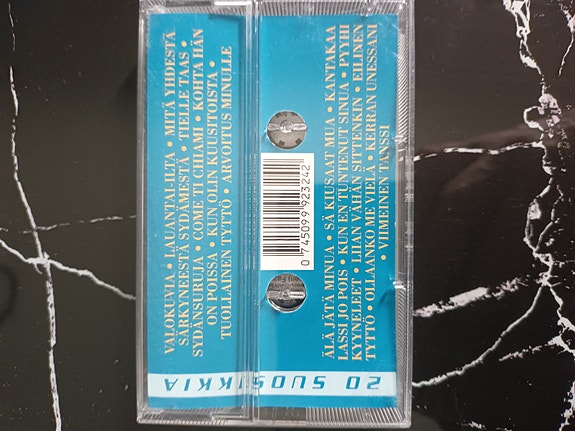 VALOKUVIA • LAUANTAI-ILTA • MITÄ YHDESTÄ
SÄRKYNEESTÄ SYDÄMESTÄ • TIELLE TAAS •
SYDÄNSURUJA • COME TI CHIAMI • KOHTA HÄN
ON POISSA • KUN OLIN KUUSITOISTA •
TUOLLAINEN TYTTÖ • ARVOITUS MINULLE
0 745099 923242
ÄLÄ JÄTÄ MINUA • SÄ KIUSAAT MUA • KANTAKAA
LASSI JO POIS • KUN EN TUNTENUT SINUA • PYYHI
KYYNELEET • LIIAN VÄHÄN SITTENKIN • EILINEN
TYTTÖ • OLLAANKO ME VIELÄ • KERRAN UNESSANI
• VIIMEINEN TANSSI
20 SUOSIKKIA